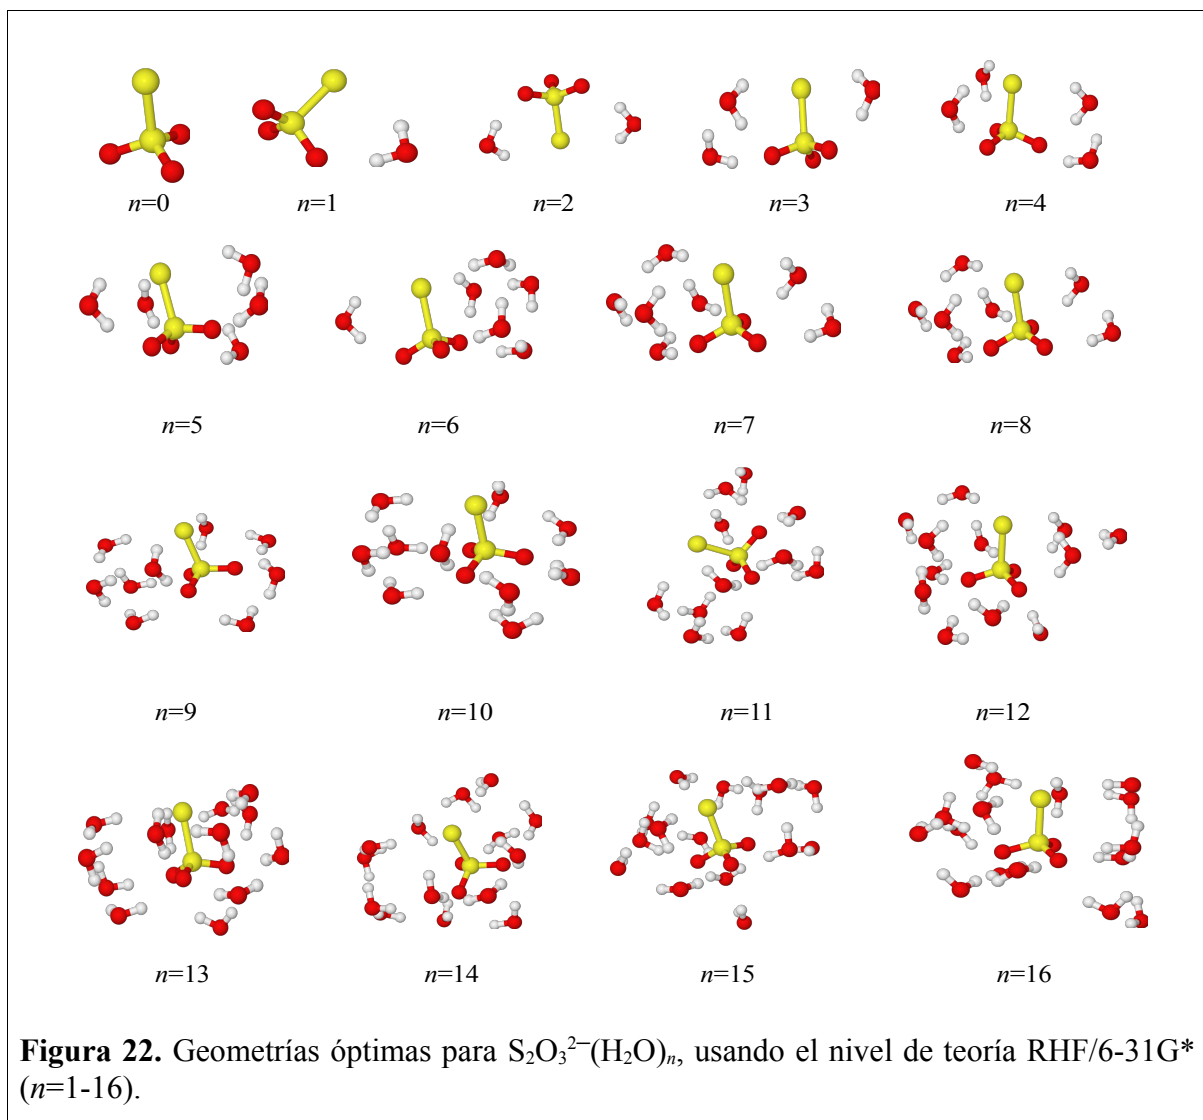 n=0 n=1 n=2 n=3 n=4
n=5 n=6 n=7 n=8
n=9 n=10 n=11 n=12
n=13 n=14 n=15 n=16
Figura 22. Geometrías óptimas para S₂O₃²⁻(H₂O)ₙ, usando el nivel de teoría RHF/6-31G*
(n=1-16).